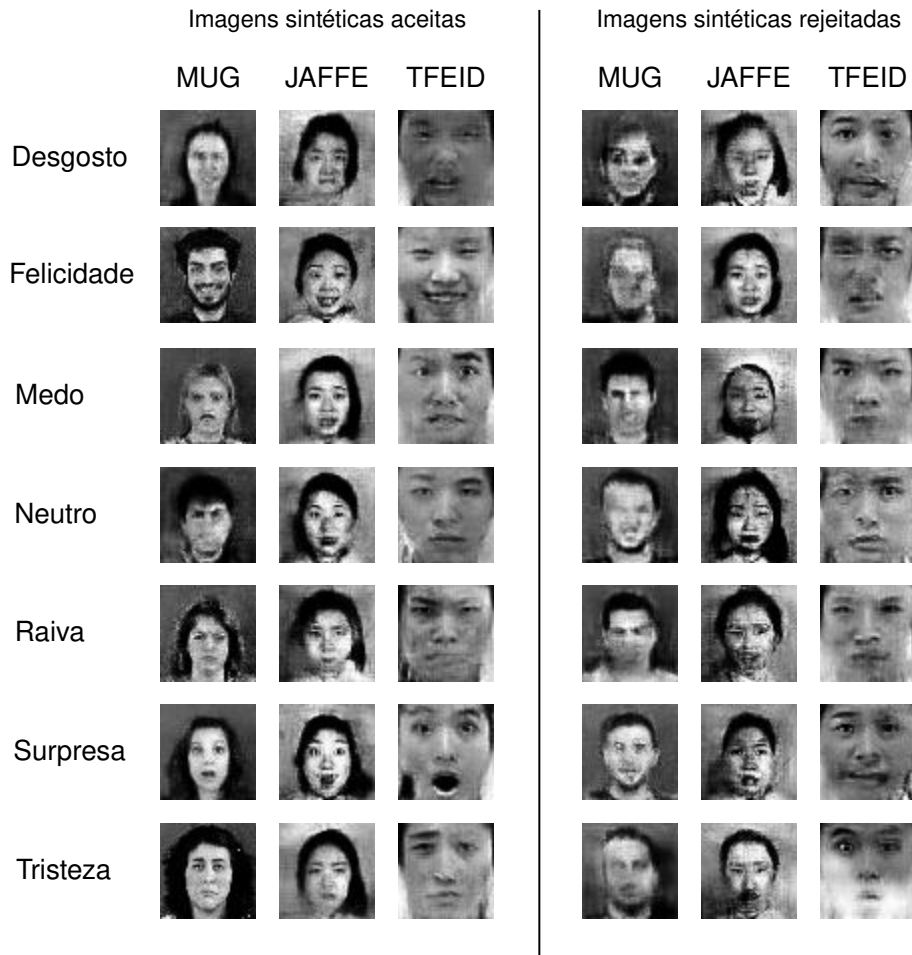 Imagens sintéticas aceitas
Imagens sintéticas rejeitadas
MUG JAFFE TFEID
MUG JAFFE TFEID
Desgosto
Felicidade
Medo
Neutro
Raiva
Surpresa
Tristeza